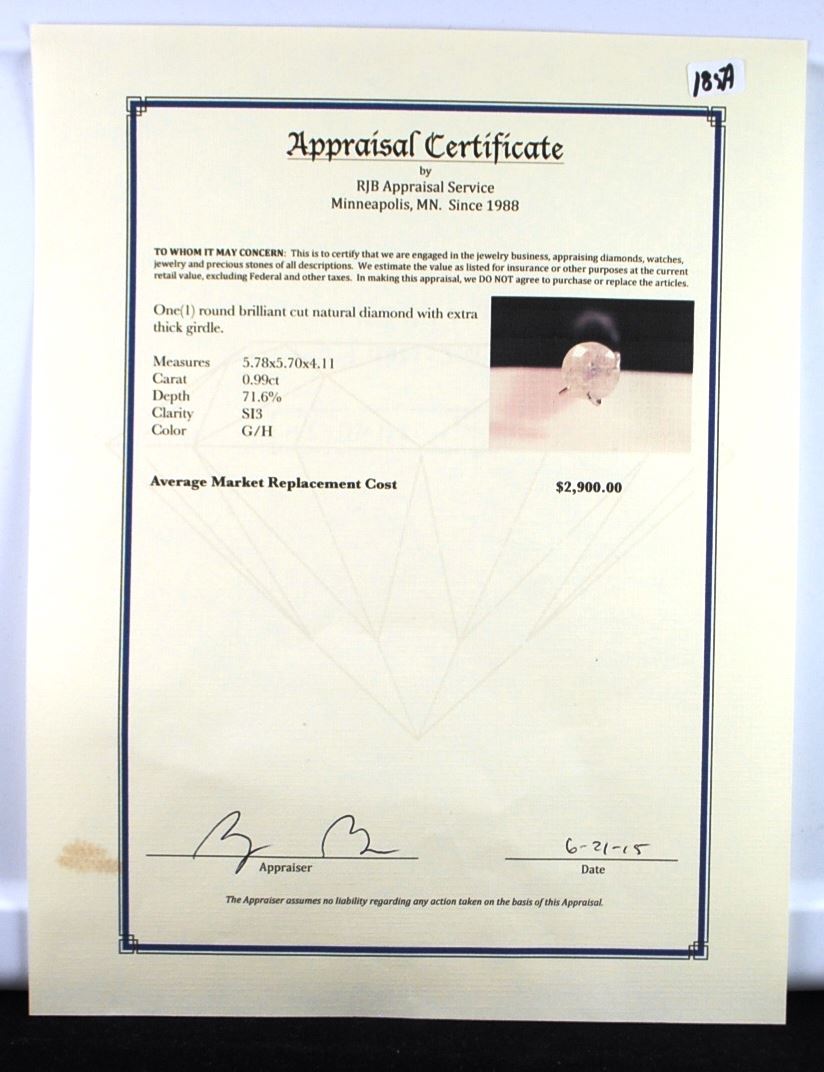 185A
Appraisal Certificate
by
RJB Appraisal Service
Minneapolis, MN. Since 1988
TO WHOM IT MAY CONCERN: This is to certify that we are engaged in the jewelry business, appraising diamonds, watches,
jewelry and precious stones of all descriptions. We estimate the value as listed for insurance or other purposes at the current
retail value, excluding Federal and other taxes. In making this appraisal, we DO NOT agree to purchase or replace the articles.
One(1) round brilliant cut natural diamond with extra
thick girdle.
Measures 5.78x5.70x4.11
Carat 0.99ct
Depth 71.6%
Clarity SI3
Color G/H
Average Market Replacement Cost $2,900.00
6-21-15
Appraiser Date
The Appraiser assumes no liability regarding any action taken on the basis of this Appraisal.